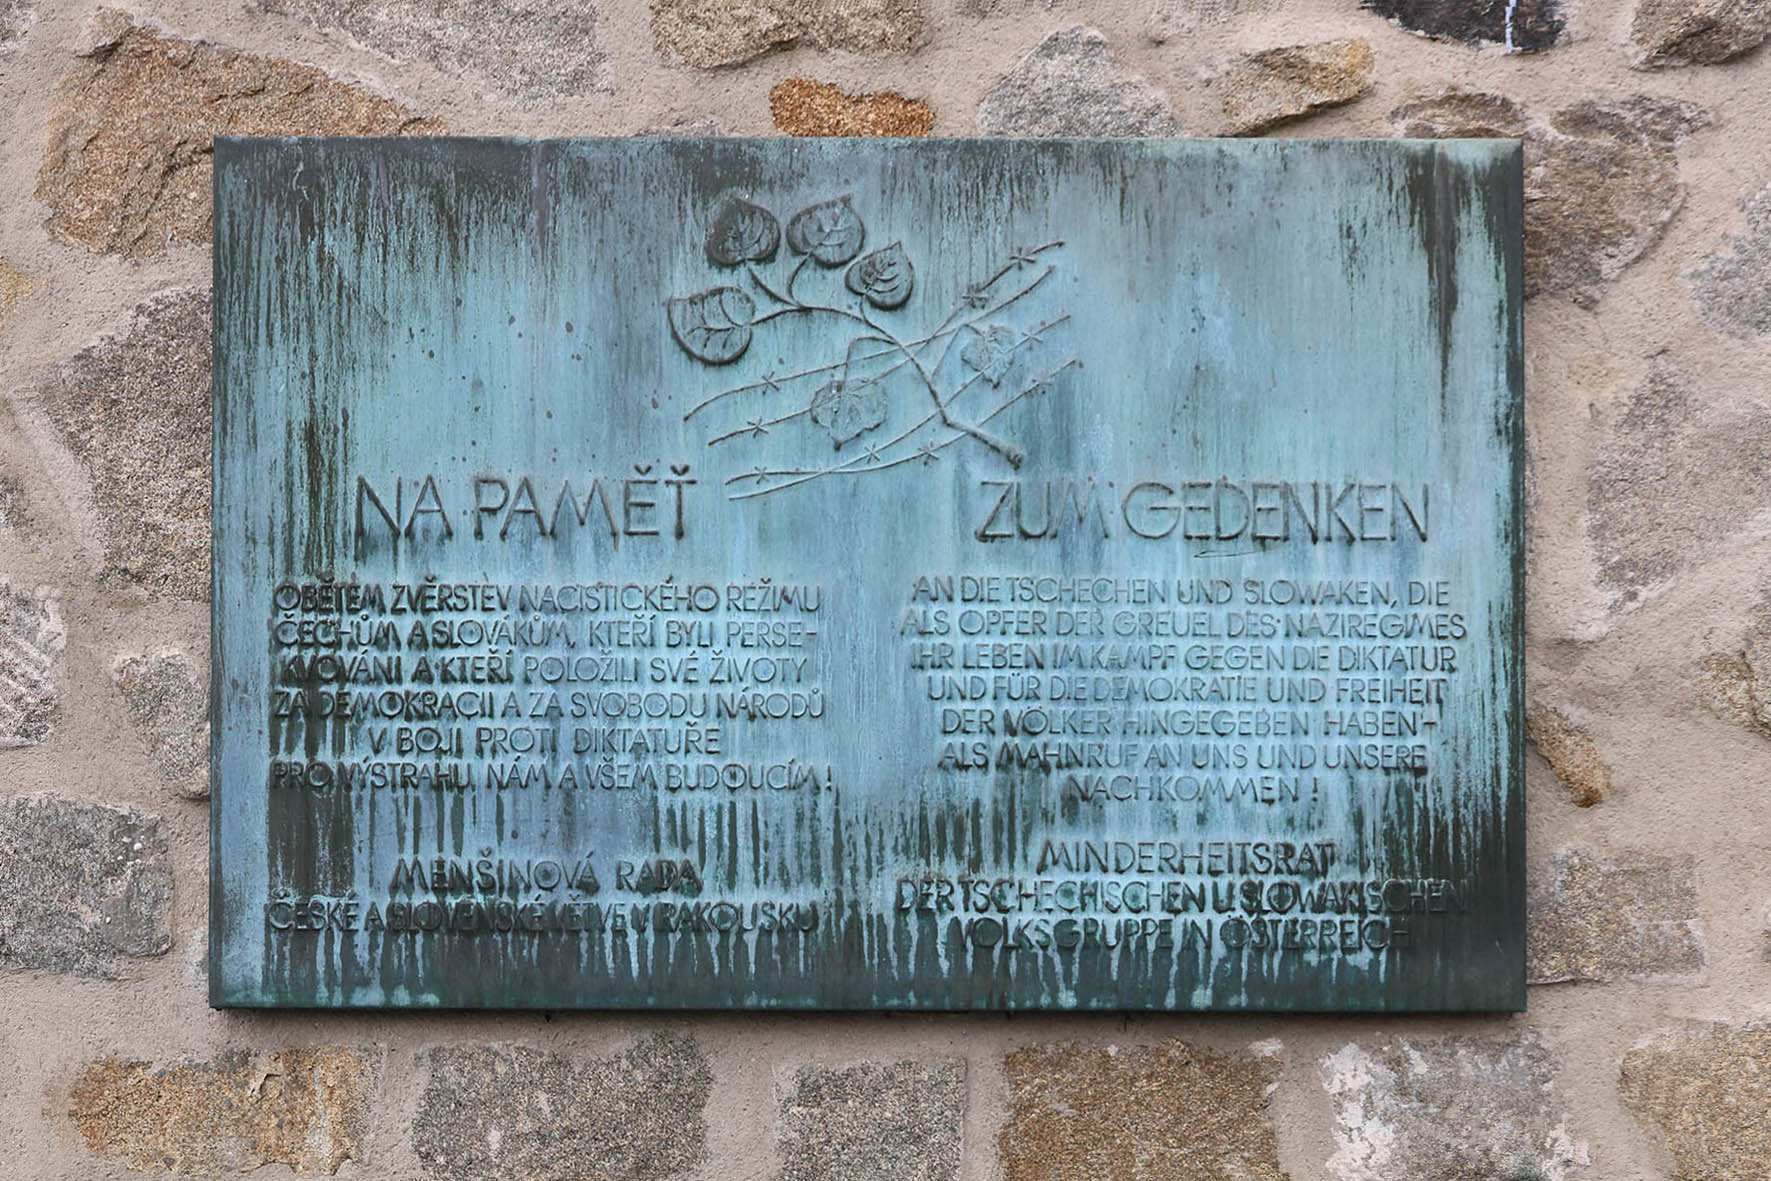 NA PAMĚŤ
OBĚTEM ZVĚRSTEV NACISTICKÉHO REŽIMU
ČECHŮM A SLOVÁKŮM, KTEŘÍ BYLI PERSE-
KVOVÁNI A KTEŘÍ POLOŽILI SVÉ ŽIVOTY
ZA DEMOKRACII A ZA SVOBODU NÁRODŮ
V BOJI PROTI DIKTATUŘE
PRO VÝSTRAHU NÁM A VŠEM BUDOUCÍM!
MENŠINOVÁ RADA
ČESKÉ A SLOVENSKÉ VĚTVE V RAKOUSKU
ZUM GEDENKEN
AN DIE TSCHECHEN UND SLOWAKEN, DIE
ALS OPFER DER GREUEL DES NAZIREGIMES
IHR LEBEN IM KAMPF GEGEN DIE DIKTATUR
UND FÜR DIE DEMOKRATIE UND FREIHEIT
DER VÖLKER HINGEGEBEN HABEN -
ALS MAHNRUF AN UNS UND UNSERE
NACHKOMMEN!
MINDERHEITSRAT
DER TSCHECHISCHEN U. SLOWAKISCHEN
VOLKSGRUPPE IN ÖSTERREICH